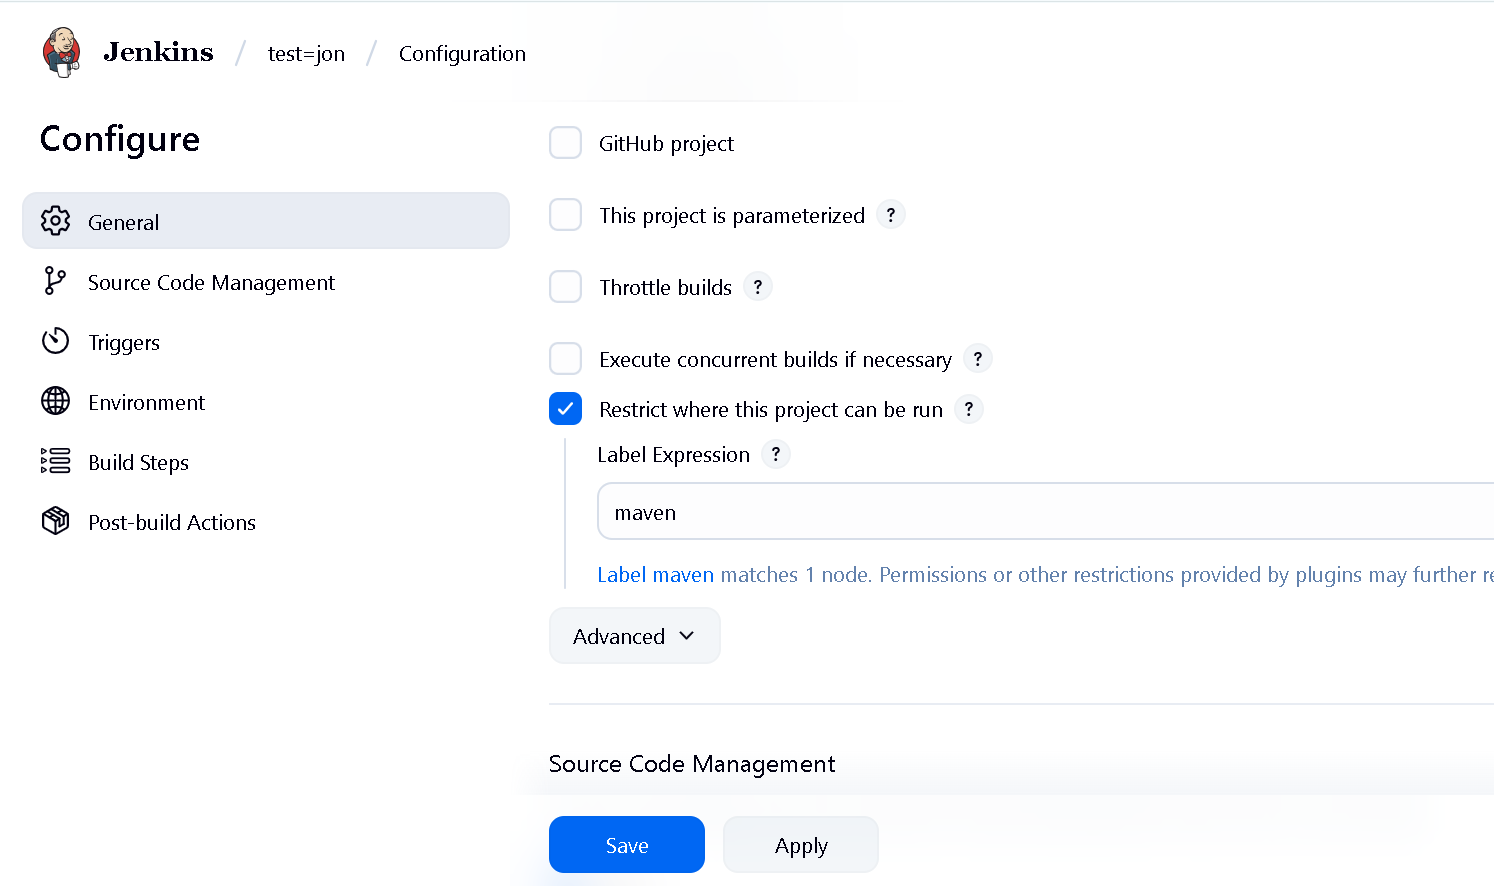 Jenkins / test=jon / Configuration
Configure
General
Source Code Management
Triggers
Environment
Build Steps
Post-build Actions
GitHub project
This project is parameterized ?
Throttle builds ?
Execute concurrent builds if necessary ?
Restrict where this project can be run ?
Label Expression ?
maven
Label maven matches 1 node. Permissions or other restrictions provided by plugins may further
Advanced
Source Code Management
Save Apply